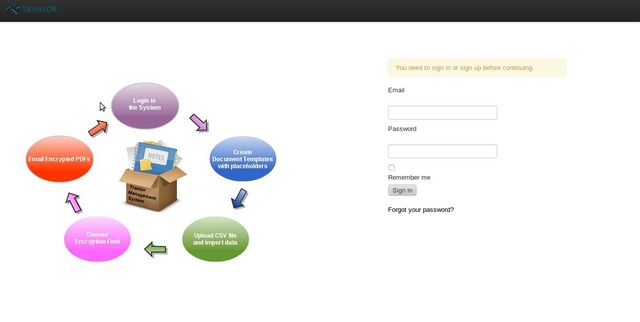 TRANTOR
You need to sign in or sign up before continuing.
Email
Password
Remember me
Sign in
Forgot your password?
Login to
the System
Create
Document Templates
with placeholders
Upload CSV file
and import data
Choose
Encryption Field
Email Encrypted PDFs
NOTES
Trantor
Management
System